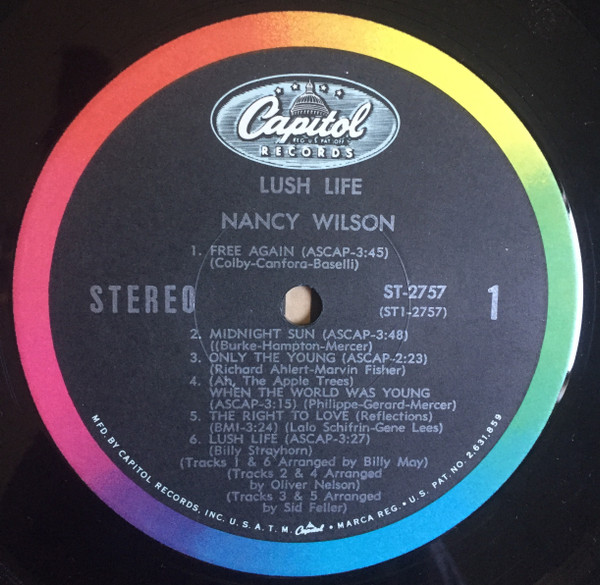 Capitol
REG. U.S. PAT. OFF.
RECORDS
LUSH LIFE
NANCY WILSON
1. FREE AGAIN (ASCAP-3:45)
(Colby-Canfora-Baselli)
STEREO
ST-2757
(ST1-2757)
1
2. MIDNIGHT SUN (ASCAP-3:48)
((Burke-Hampton-Mercer)
3. ONLY THE YOUNG (ASCAP-2:23)
(Richard Ahlert-Marvin Fisher)
4. (Ah, The Apple Trees)
WHEN THE WORLD WAS YOUNG
(ASCAP-3:15) (Philippe-Gerard-Mercer)
5. THE RIGHT TO LOVE (Reflections)
(BMI-3:24) (Lalo Schifrin-Gene Lees)
6. LUSH LIFE (ASCAP-3:27)
(Billy Strayhorn)
(Tracks 1 & 6 Arranged by Billy May)
(Tracks 2 & 4 Arranged
by Oliver Nelson)
(Tracks 3 & 5 Arranged
by Sid Feller)
MFD. BY CAPITOL RECORDS, INC. U. S. A. T. M. Capitol • MARCA REG. • U. S. PAT. NO. 2,631,859